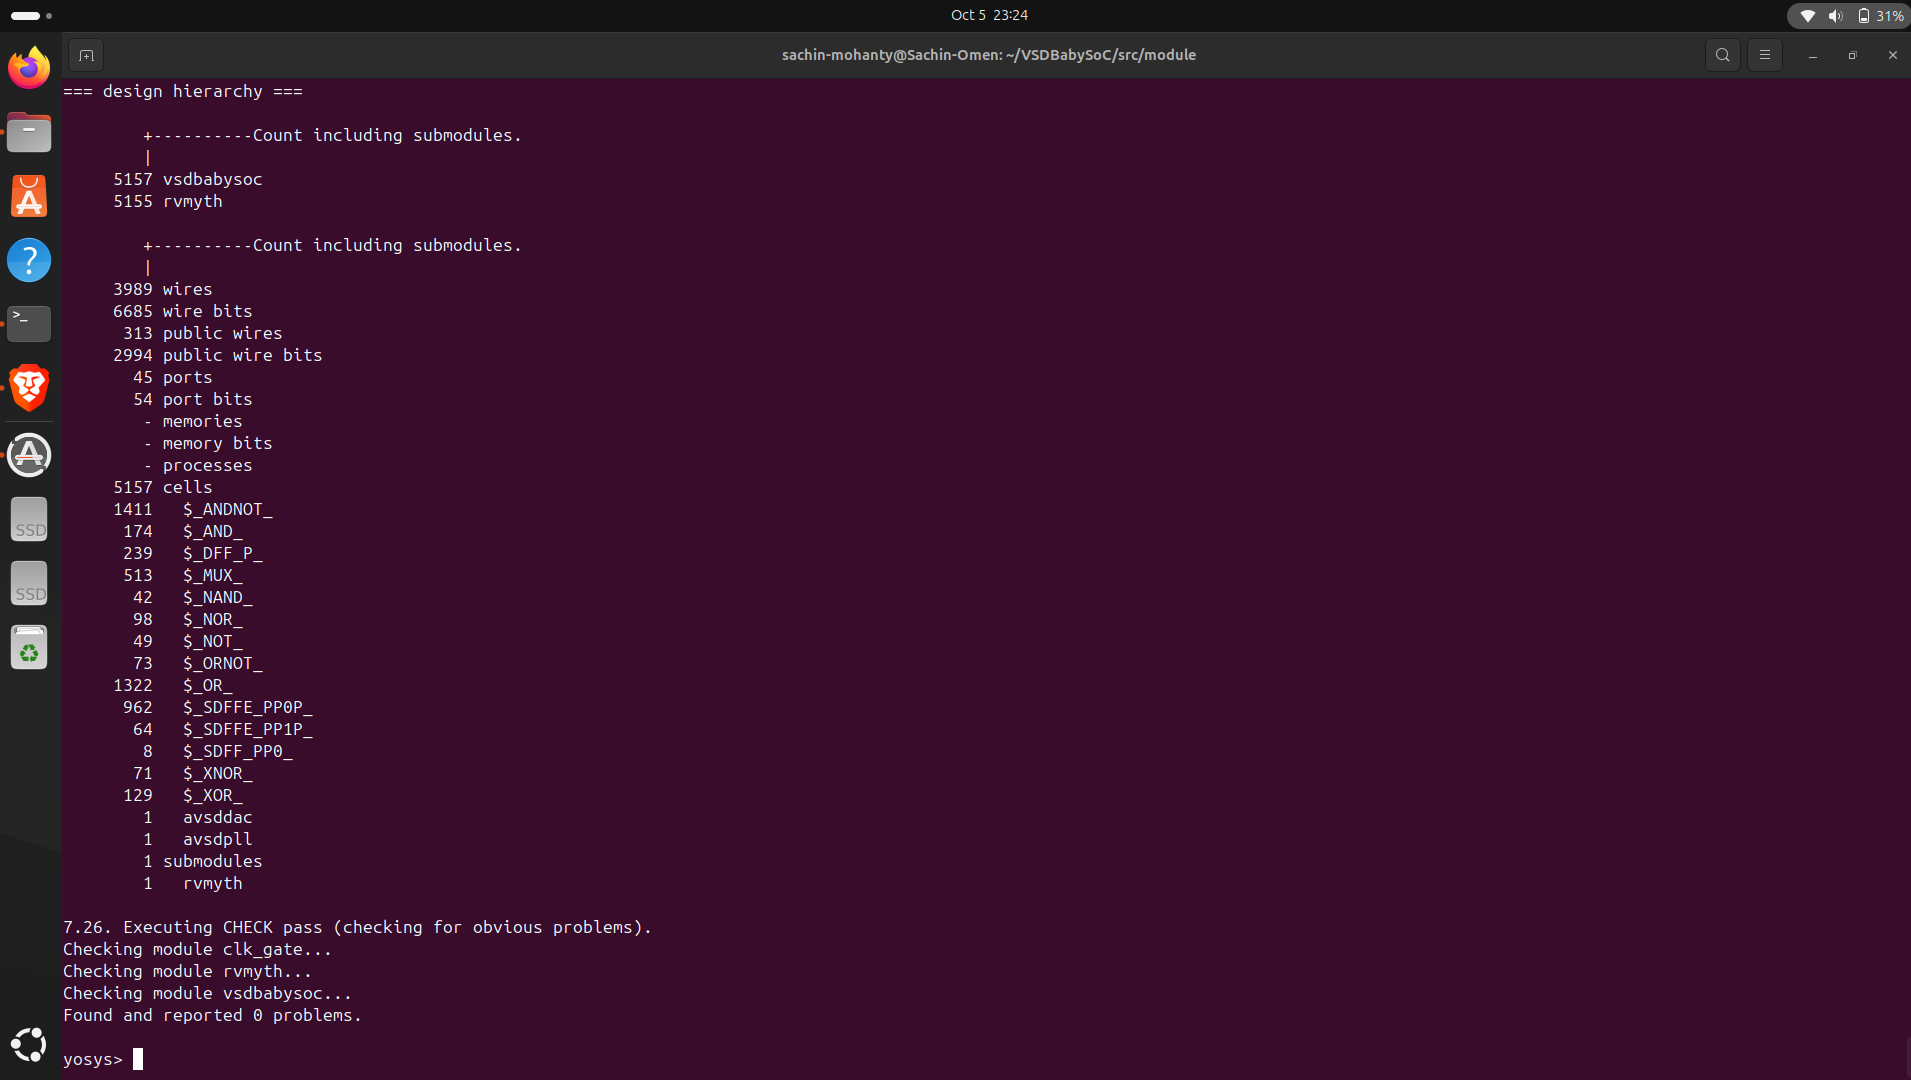 Oct 5 23:24
31%
sachin-mohanty@Sachin-Omen: ~/VSDBabySoC/src/module
=== design hierarchy ===
+----------Count including submodules.
|
5157 vsdbabysoc
5155 rvmyth
+----------Count including submodules.
|
3989 wires
6685 wire bits
313 public wires
2994 public wire bits
45 ports
54 port bits
- memories
- memory bits
- processes
5157 cells
1411 $_ANDNOT_
174 $_AND_
239 $_DFF_P_
513 $_MUX_
42 $_NAND_
98 $_NOR_
49 $_NOT_
73 $_ORNOT_
1322 $_OR_
962 $_SDFFE_PP0P_
64 $_SDFFE_PP1P_
8 $_SDFF_PP0_
71 $_XNOR_
129 $_XOR_
1 avsddac
1 avsdpll
1 submodules
1 rvmyth
7.26. Executing CHECK pass (checking for obvious problems).
Checking module clk_gate...
Checking module rvmyth...
Checking module vsdbabysoc...
Found and reported 0 problems.
yosys>
SSD
SSD